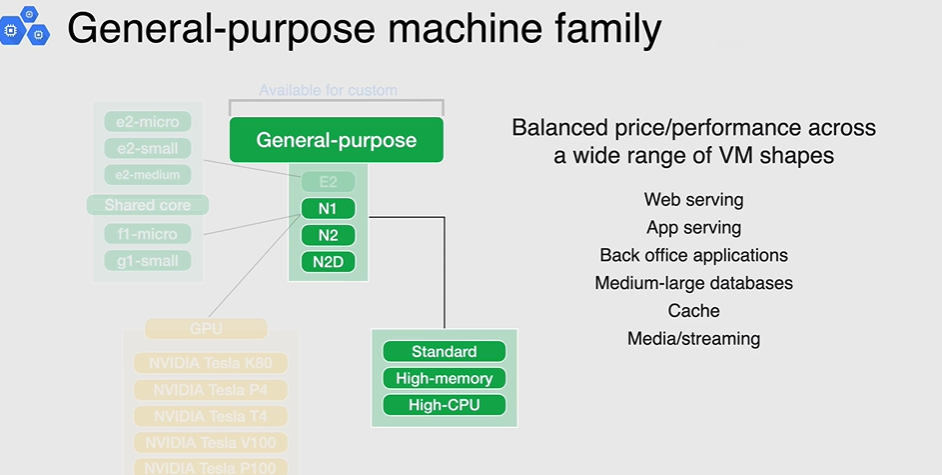 General-purpose machine family
Available for custom
General-purpose
e2-micro
e2-small
e2-medium
Shared core
f1-micro
g1-small
E2
N1
N2
N2D
GPU
NVIDIA Tesla K80
NVIDIA Tesla P4
NVIDIA Tesla T4
NVIDIA Tesla V100
NVIDIA Tesla P100
Standard
High-memory
High-CPU
Balanced price/performance across
a wide range of VM shapes
Web serving
App serving
Back office applications
Medium-large databases
Cache
Media/streaming